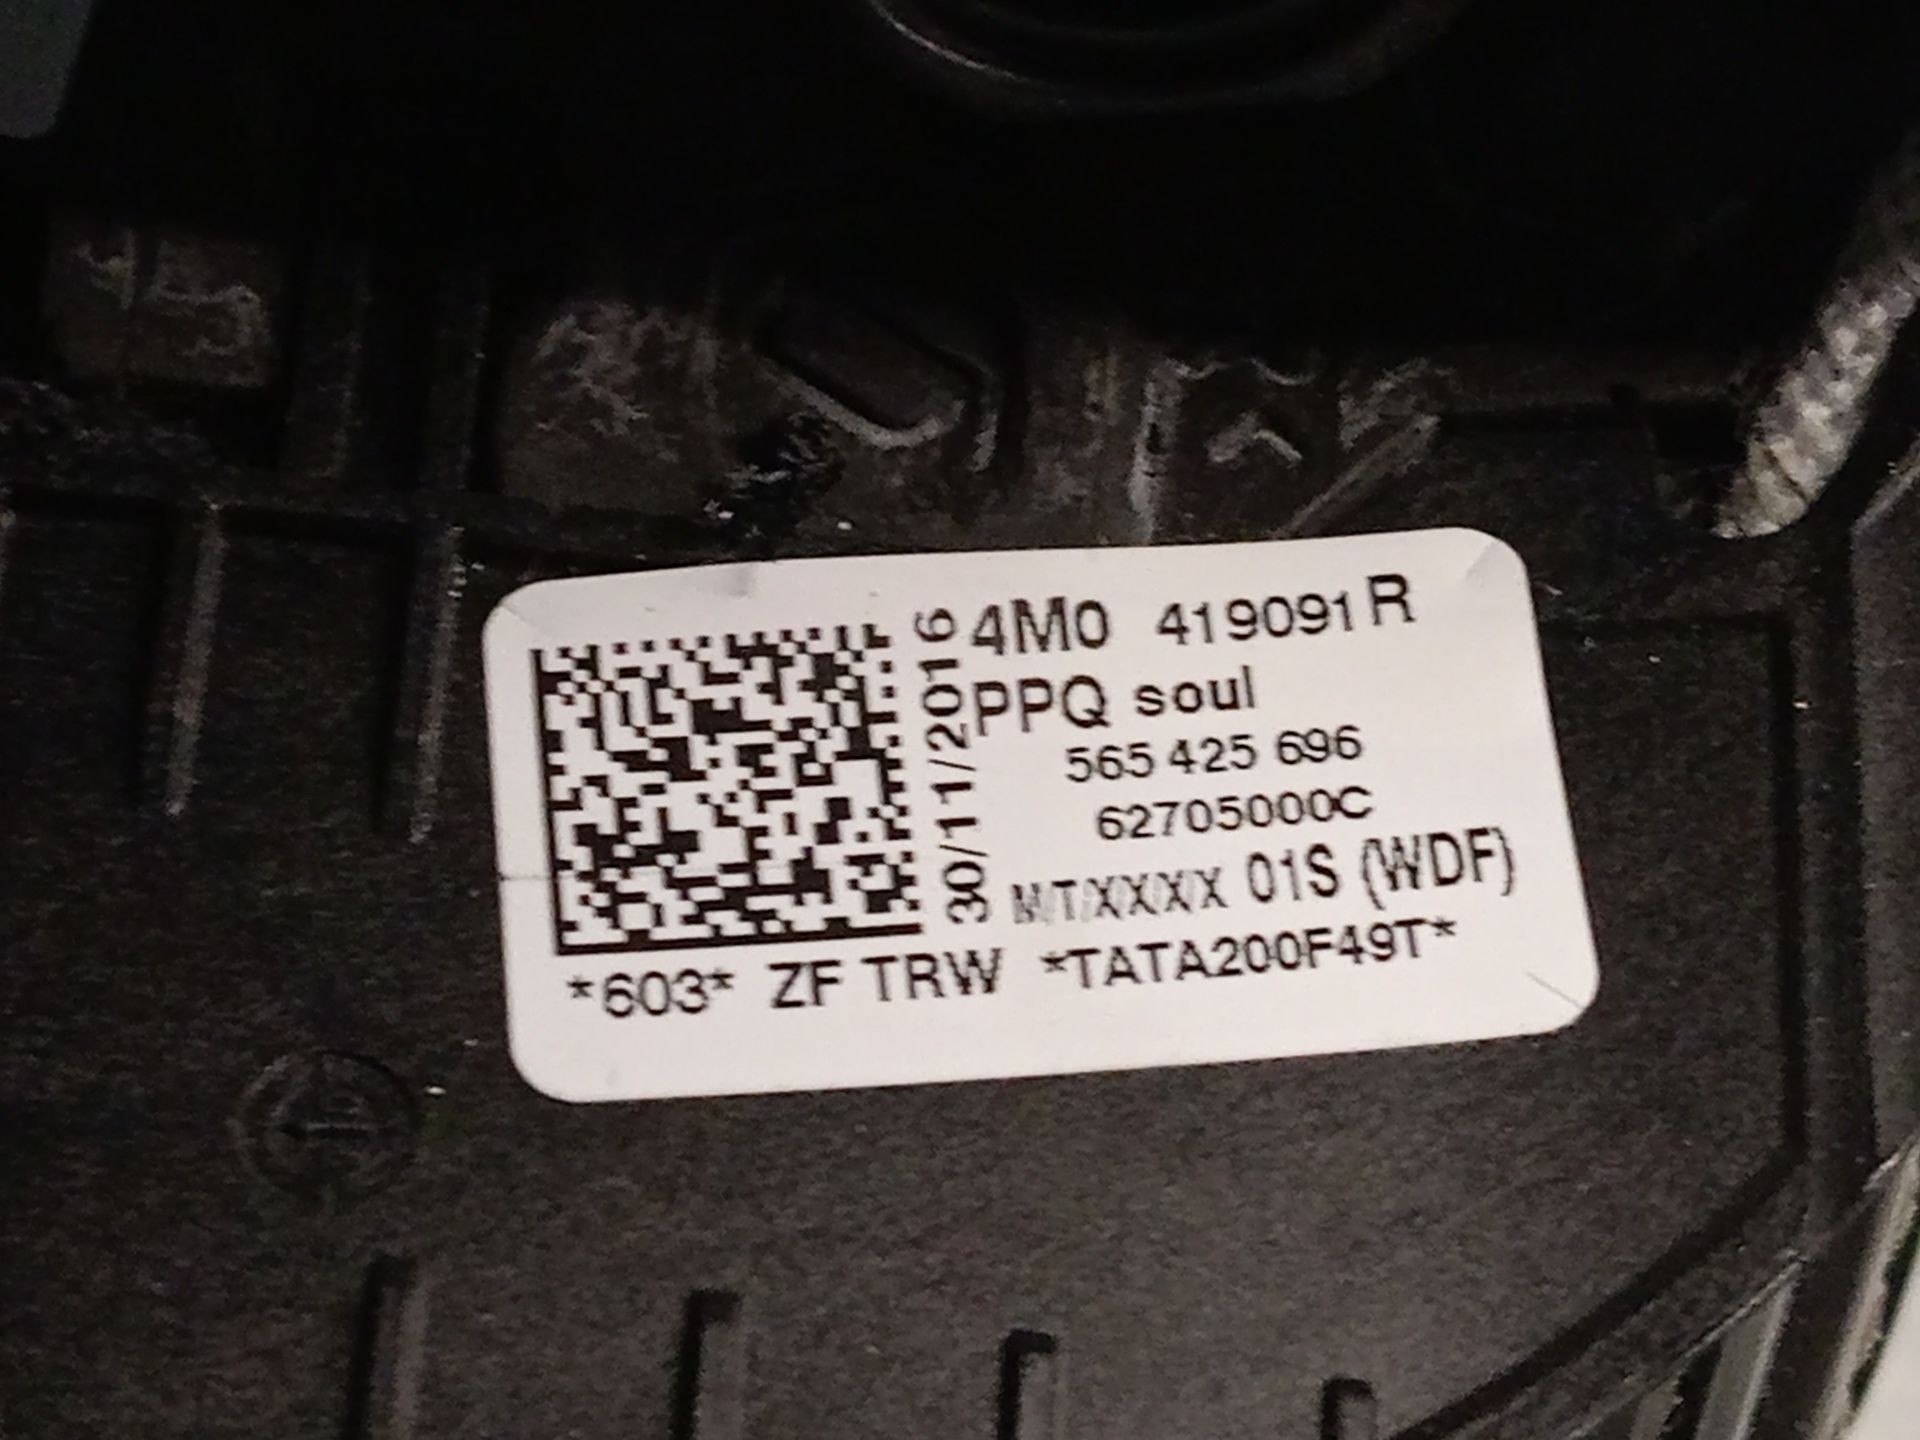 4M0 419091 R
PPQ soul
565 425 696
62705000C
MTXXXX 01S (WDF)
30/11/2016
*603* ZF TRW *TATA200F49T*